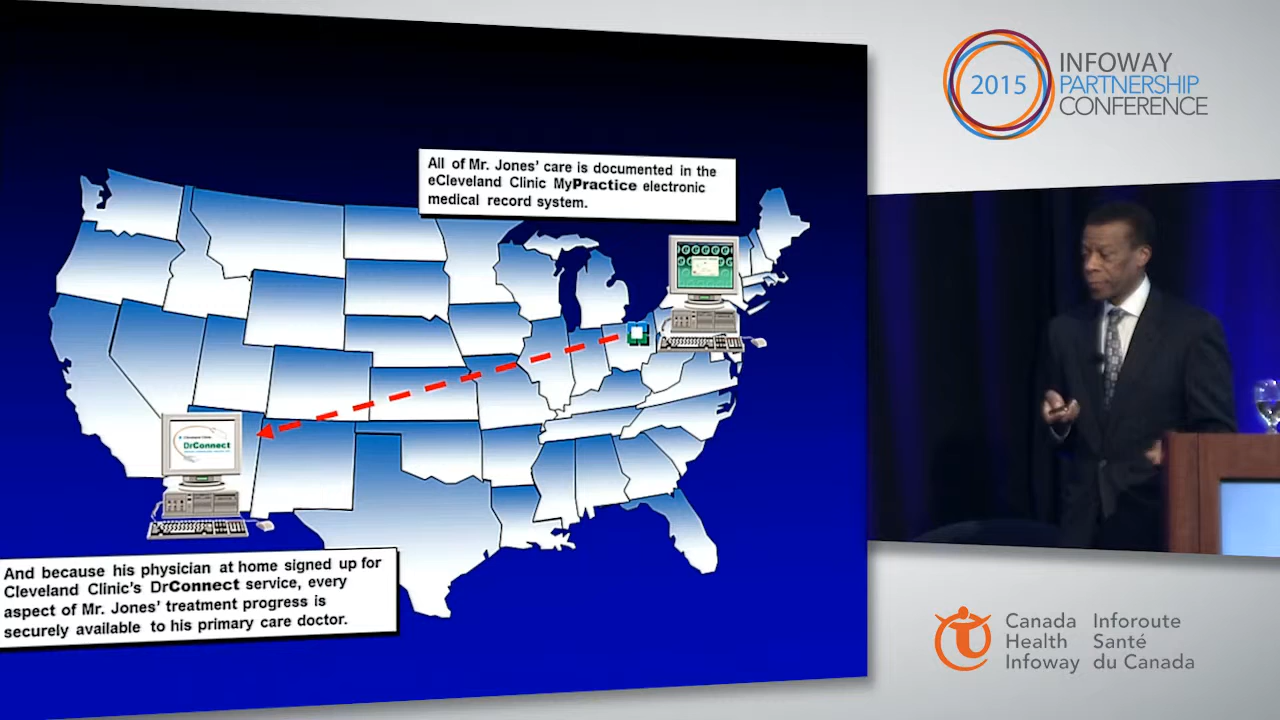 All of Mr. Jones' care is documented in the
eCleveland Clinic MyPractice electronic
medical record system.
DrConnect
And because his physician at home signed up for
Cleveland Clinic's DrConnect service, every
aspect of Mr. Jones' treatment progress is
securely available to his primary care doctor.
2015
INFOWAY
PARTNERSHIP
CONFERENCE
Canada Inforoute
Health Santé
Infoway du Canada